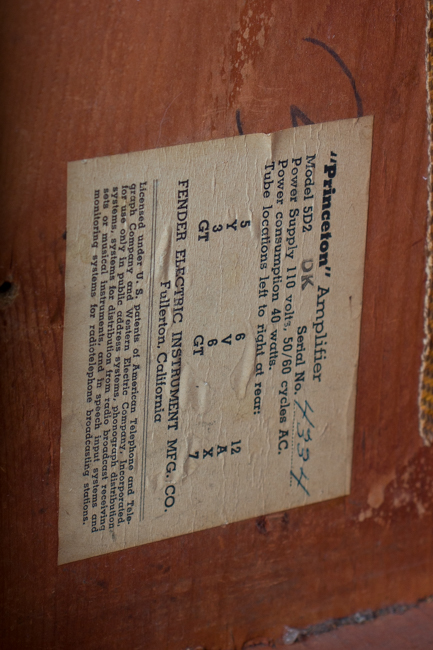 "Princeton" Amplifier
Model 5D2 DK Serial No. 4334
Power Supply 110 volts, 50/60 cycles AC.
Power consumption 40 watts.
Tube locations left to right at rear:
5 6 12
Y V A
3 6 X
GT GT 7
FENDER ELECTRIC INSTRUMENT MFG. CO.
Fullerton, California
Licensed under U. S. patents of American Telephone and Tele-
graph Company and Western Electric Company, Incorporated,
for use only in public address systems, phonograph distribution
systems, systems for distribution from radio broadcast receiving
sets or musical instruments, and in speech input systems and
monitoring systems for radiotelephone broadcasting stations.